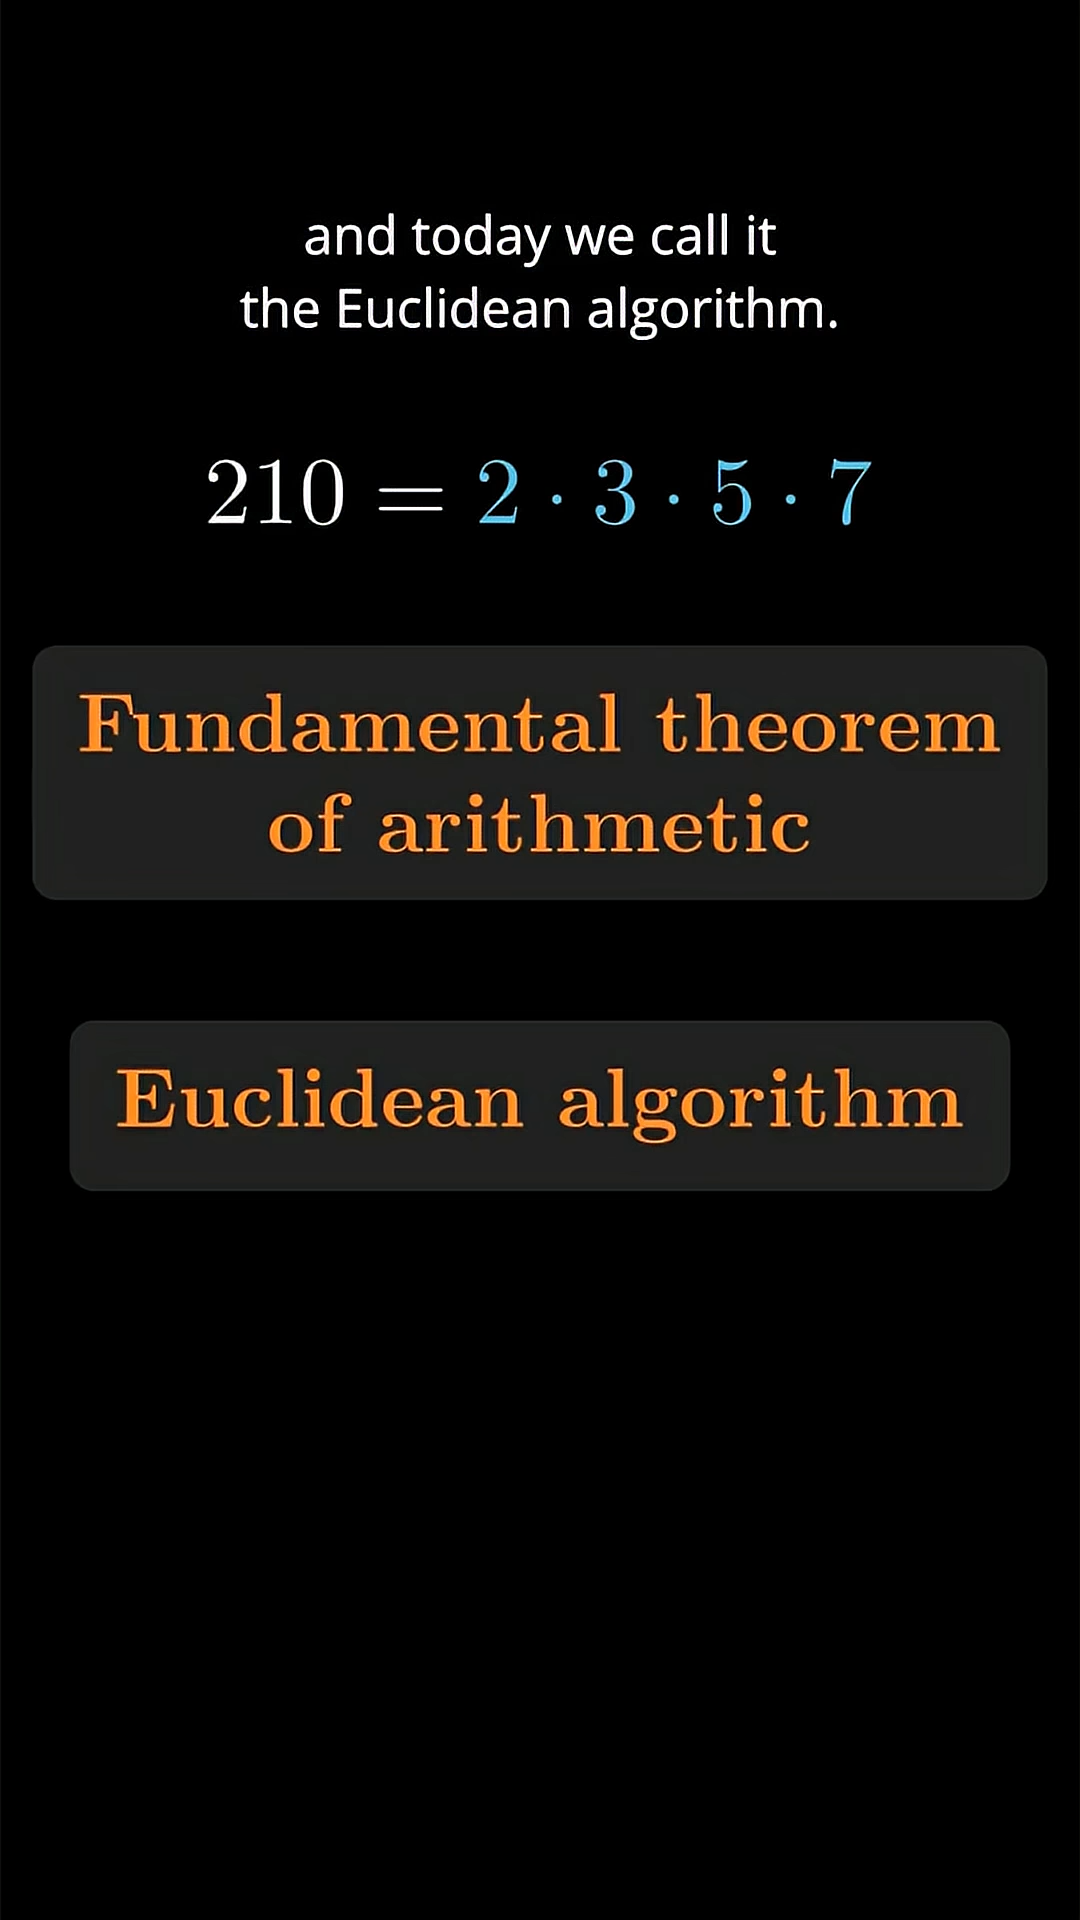 and today we call it
the Euclidean algorithm.
210 = 2 · 3 · 5 · 7
Fundamental theorem
of arithmetic
Euclidean algorithm